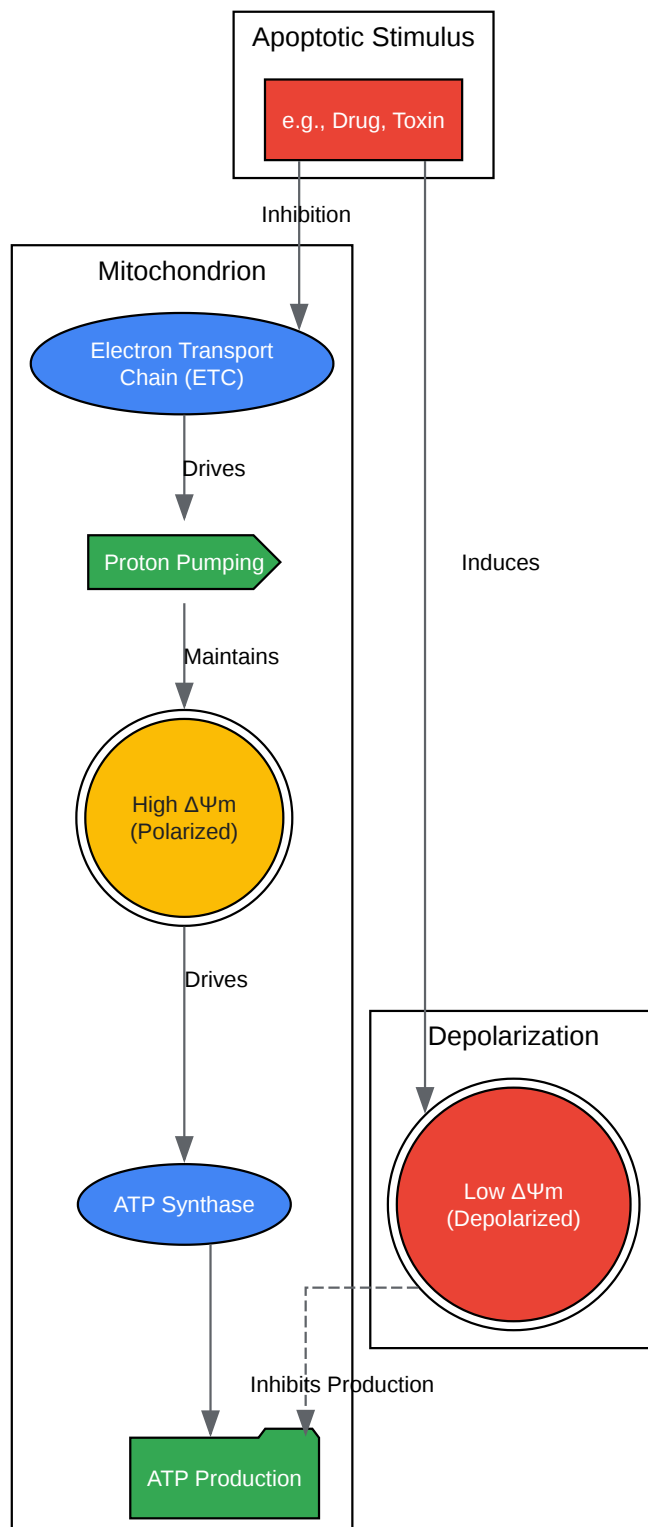 Apoptotic Stimulus
e.g., Drug, Toxin
Inhibition
Mitochondrion
Electron Transport
Chain (ETC)
Drives
Proton Pumping
Induces
Maintains
High ΔΨm
(Polarized)
Drives
Depolarization
ATP Synthase
Low ΔΨm
(Depolarized)
Inhibits Production
ATP Production